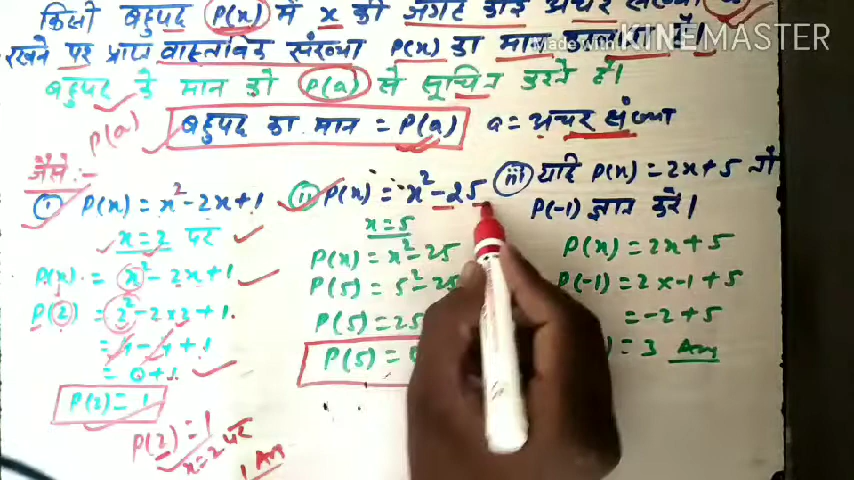 किसी बहुपद P(x) में x की जगह कोई अचर संख्या
Made with KINEMASTER
रखने पर प्राप्त वास्तविक संख्या P(x) का मान कहलाता है।
बहुपद के मान को P(a) से सूचित करते हैं।
P(a)
बहुपद का मान = P(a) a = अचर संख्या
जैसे :-
(i) P(x) = x² - 2x + 1
x = 2 पर
P(x) = x² - 2x + 1
P(2) = 2² - 2×2 + 1
= 4 - 4 + 1
= 0 + 1
P(2) = 1
P(2) = 1
x = 2 पर
1 Ans
(ii) P(x) = x² - 25
x = 5
P(x) = x² - 25
P(5) = 5² - 25
P(5) = 25
P(5) =
(iii) यदि P(x) = 2x + 5 तो
P(-1) ज्ञात करें।
P(x) = 2x + 5
P(-1) = 2 × -1 + 5
= -2 + 5
= 3 Ans